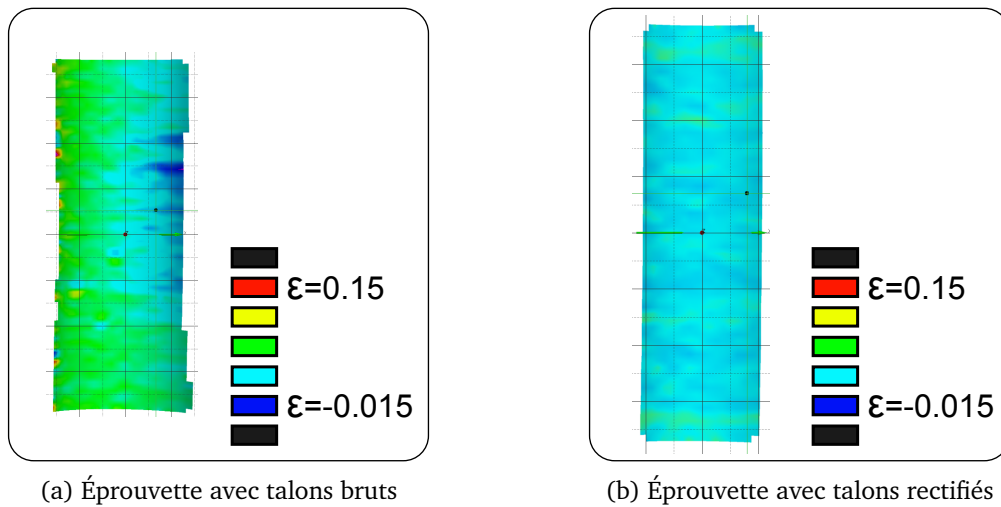 ε=0.15
ε=-0.015
(a) Éprouvette avec talons bruts
ε=0.15
ε=-0.015
(b) Éprouvette avec talons rectifiés